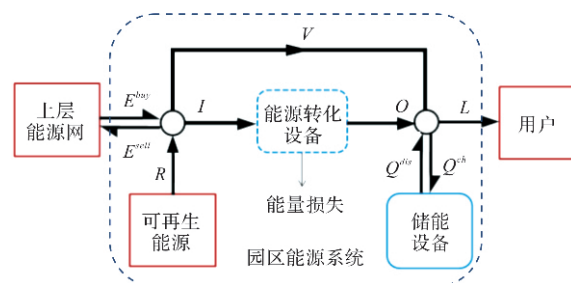 V
上层
能源网
E^buy
E^sell
I
能源转化
设备
O
L
用户
R
Q^dis
Q^ch
能量损失
可再生
能源
储能
设备
园区能源系统